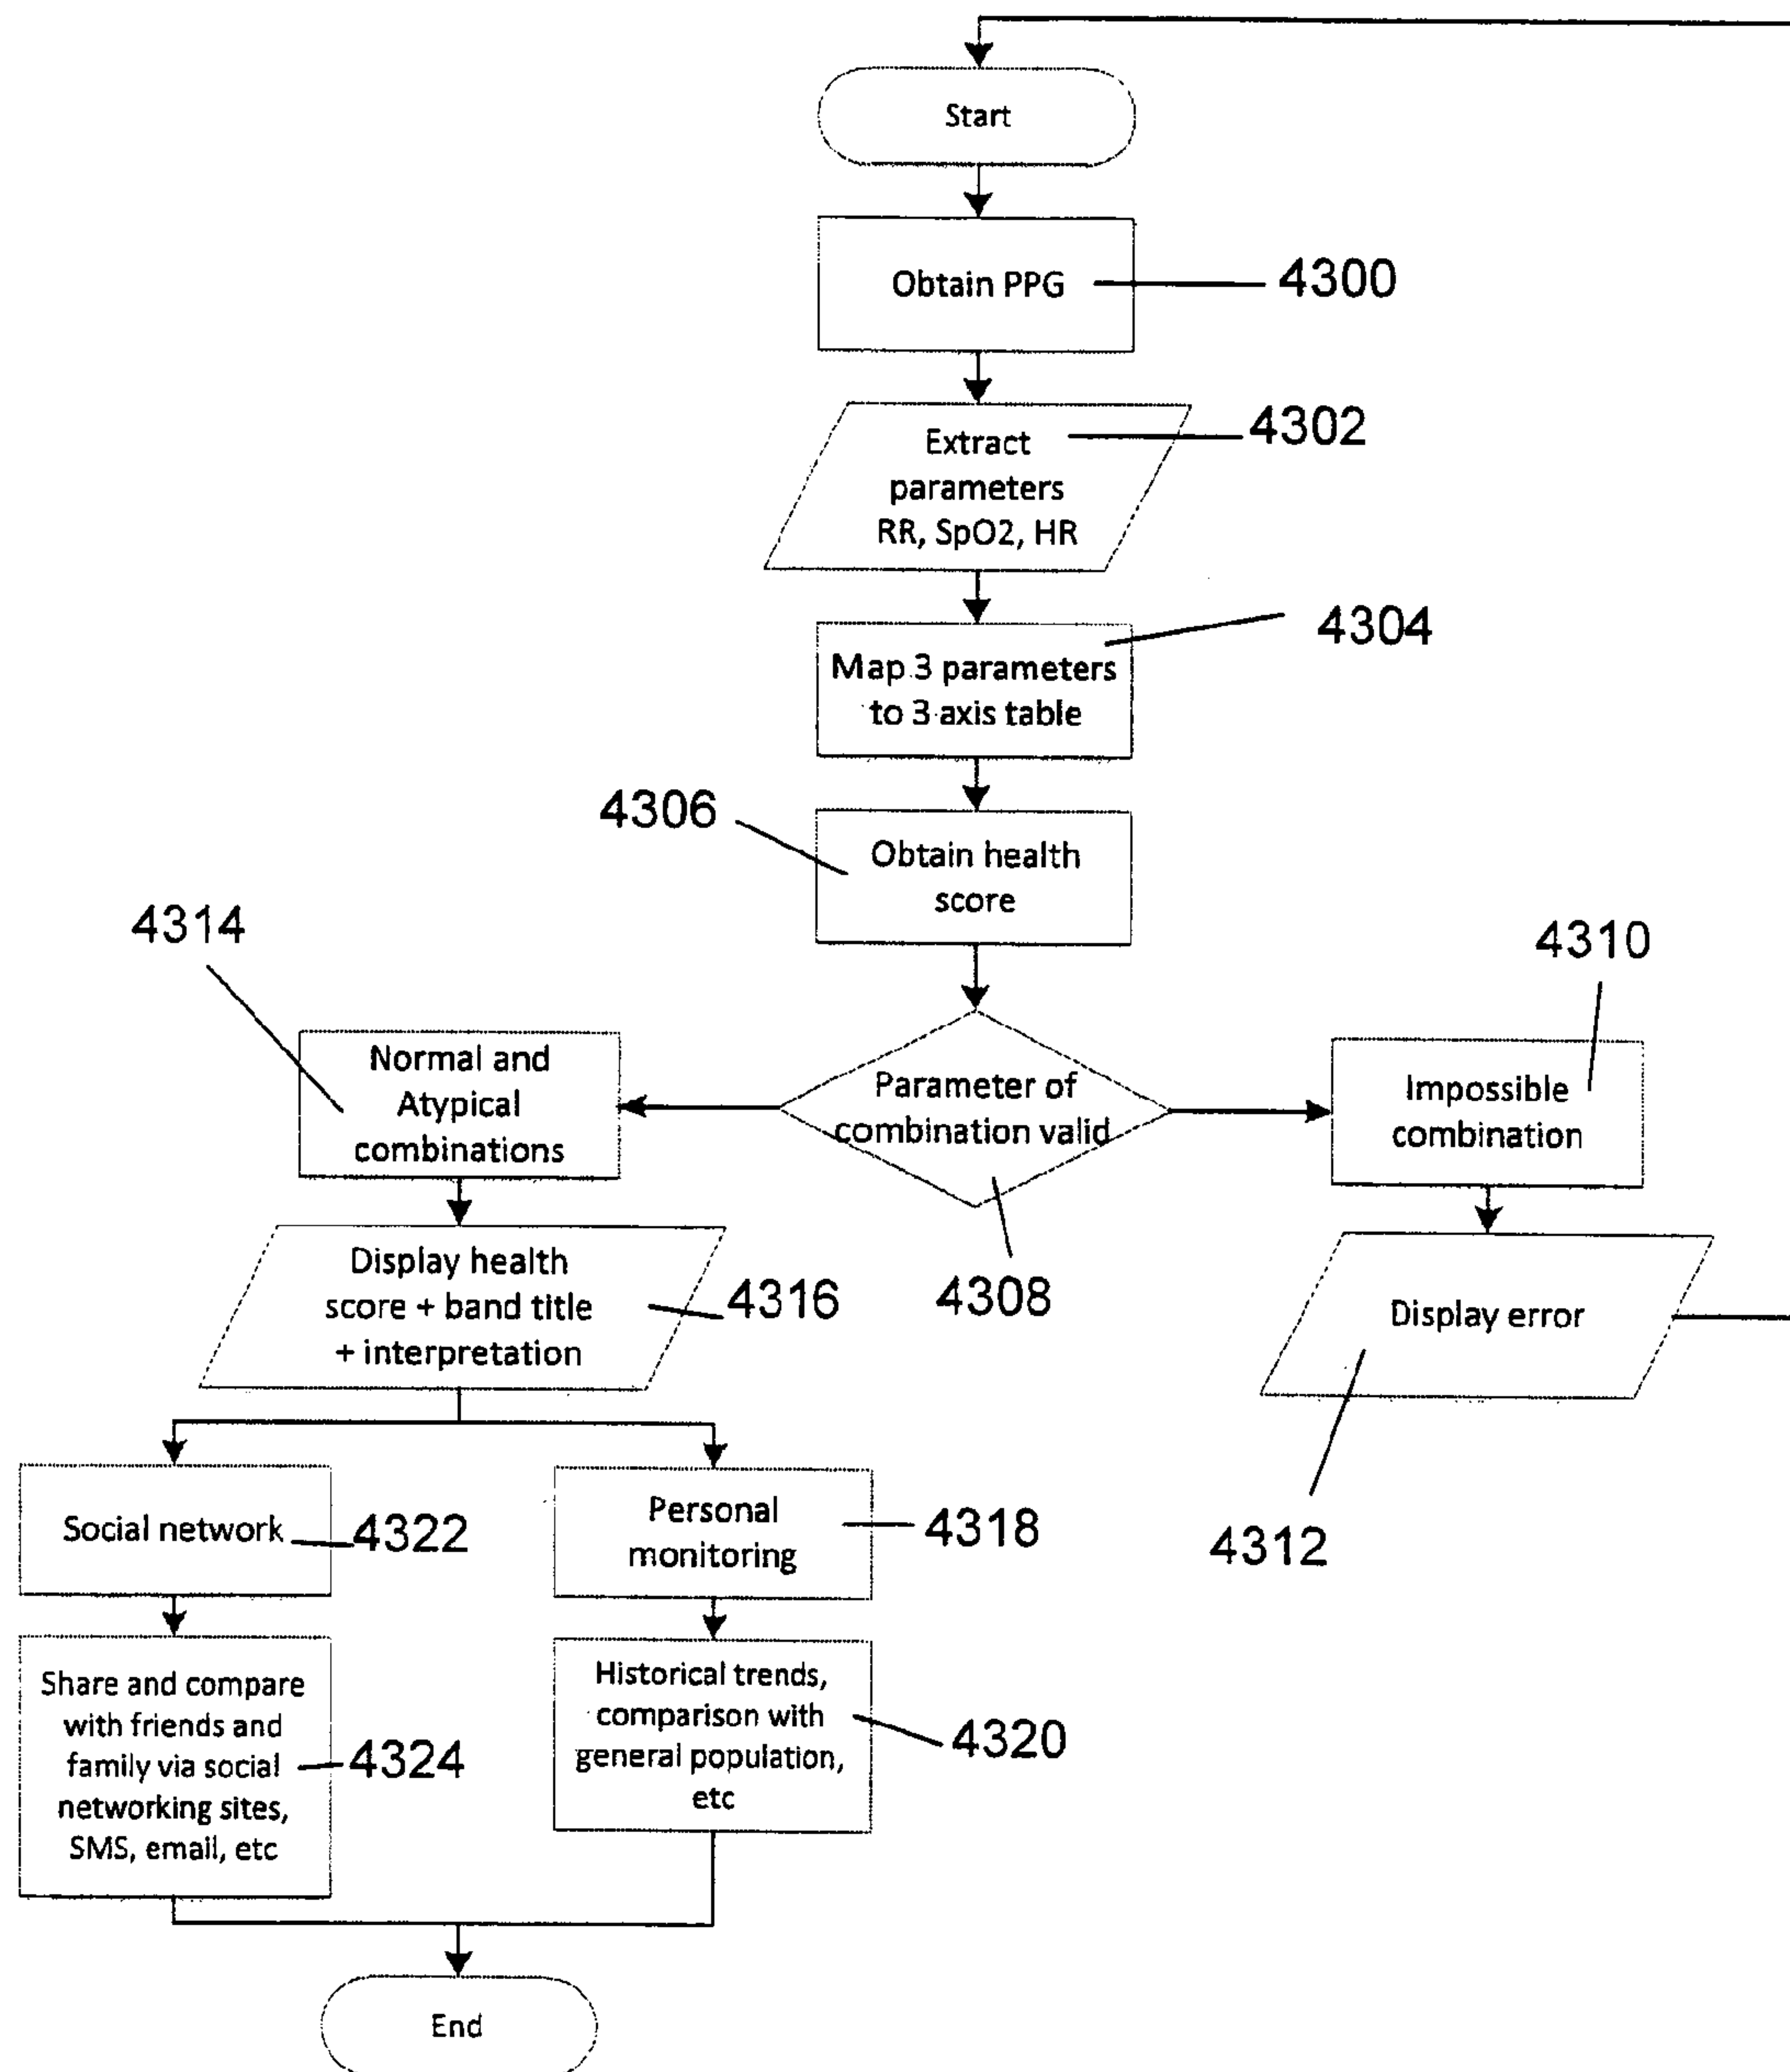 Start
Obtain PPG
4300
Extract
parameters
RR, SpO2, HR
4302
Map 3 parameters
to 3 axis table
4304
4306
Obtain health
score
4314
4310
Normal and
Atypical
combinations
Parameter of
combination valid
Impossible
combination
4308
Display health
score + band title
+ interpretation
4316
Display error
4312
Social network
4322
Personal
monitoring
4318
Share and compare
with friends and
family via social
networking sites,
SMS, email, etc
4324
Historical trends,
comparison with
general population,
etc
4320
End